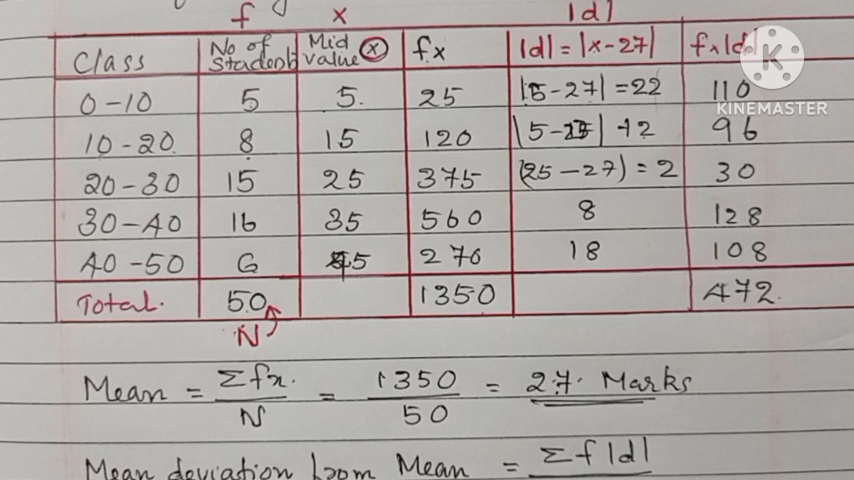 f x |d|
Class No of Student Mid Value (x) fx |d| = |x-27| fx|d|
K
KINEMASTER
0-10 5 5. 25 |5-27| = 22 110
10-20 8 15 120 |5-25| 12 96
20-30 15 25 375 (25-27) = 2 30
30-40 16 35 560 8 128
40-50 6 45 270 18 108
Total. 50 1350 472.
N
Mean = Σfx. / N = 1350 / 50 = 27. Marks
Mean deviation from Mean = Σf|d|